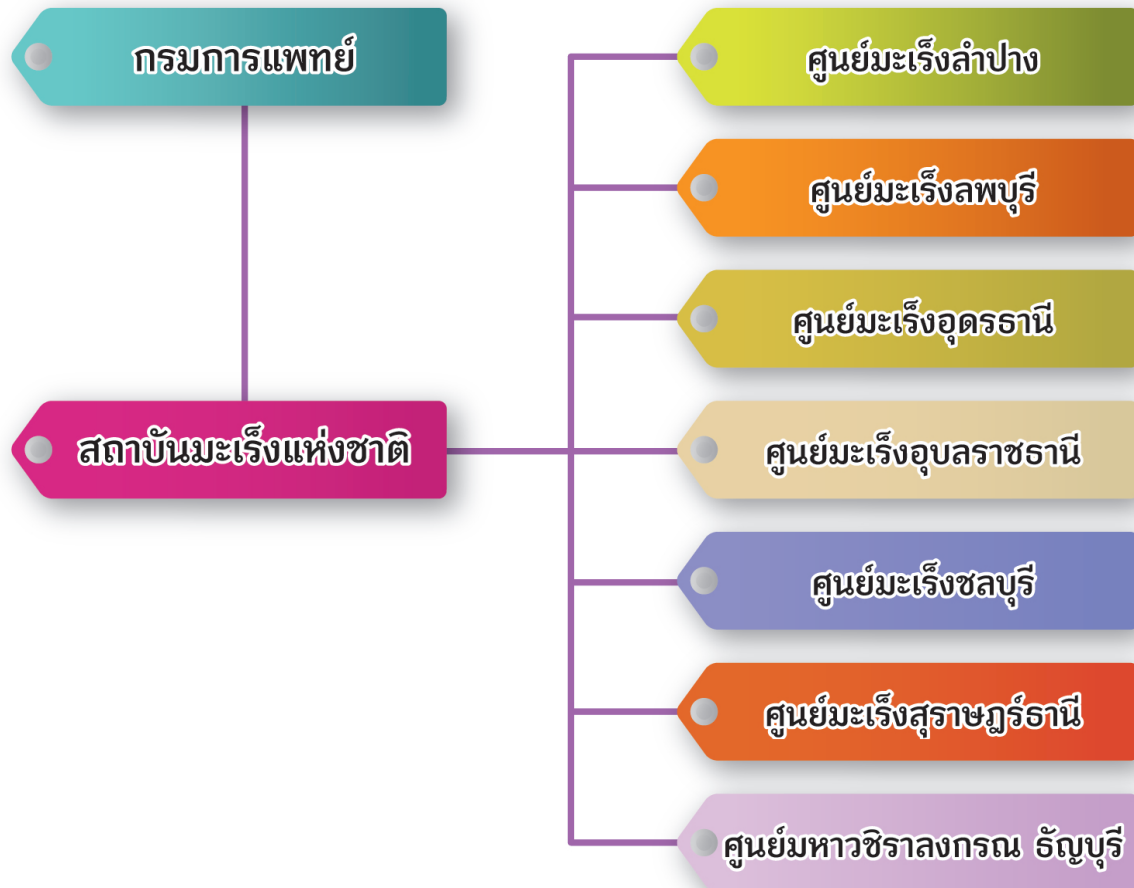 กรมการแพทย์
สถาบันมะเร็งแห่งชาติ
ศูนย์มะเร็งลำปาง
ศูนย์มะเร็งลพบุรี
ศูนย์มะเร็งอุดรธานี
ศูนย์มะเร็งอุบลราชธานี
ศูนย์มะเร็งชลบุรี
ศูนย์มะเร็งสุราษฎร์ธานี
ศูนย์มหาวชิราลงกรณ ธัญบุรี